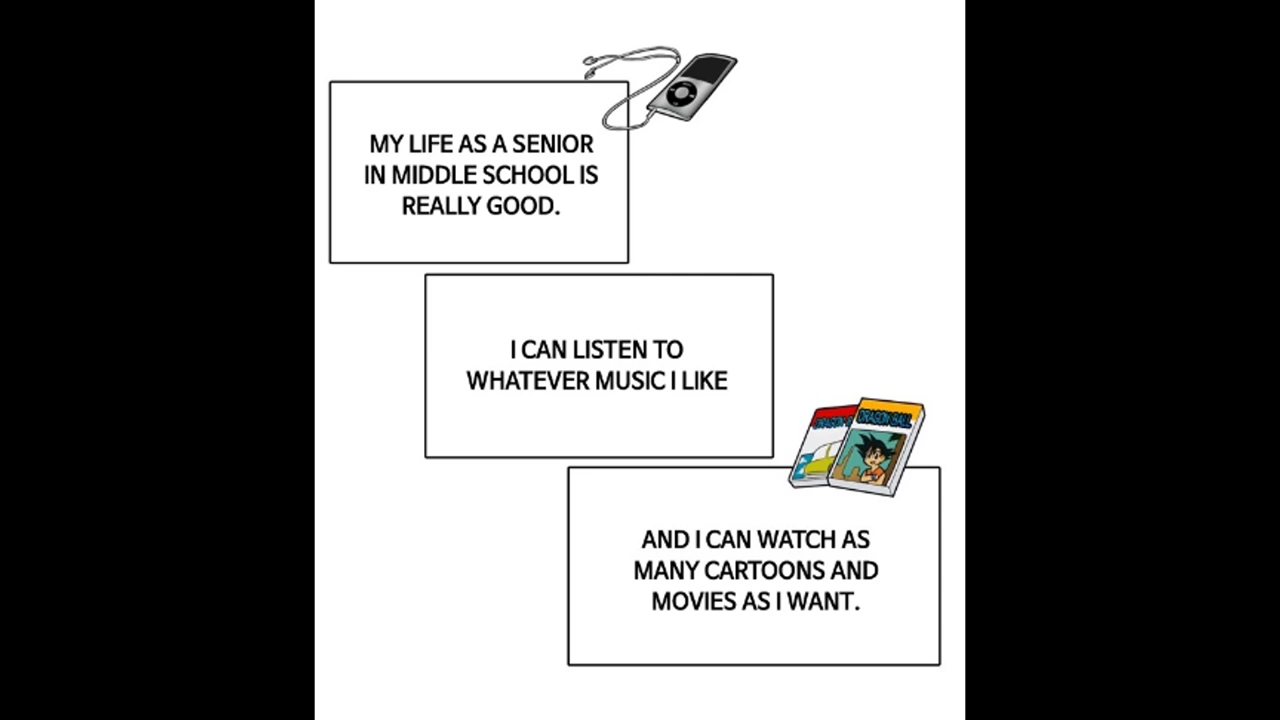 MY LIFE AS A SENIOR
IN MIDDLE SCHOOL IS
REALLY GOOD.
I CAN LISTEN TO
WHATEVER MUSIC I LIKE
DRAGON BALL
AND I CAN WATCH AS
MANY CARTOONS AND
MOVIES AS I WANT.